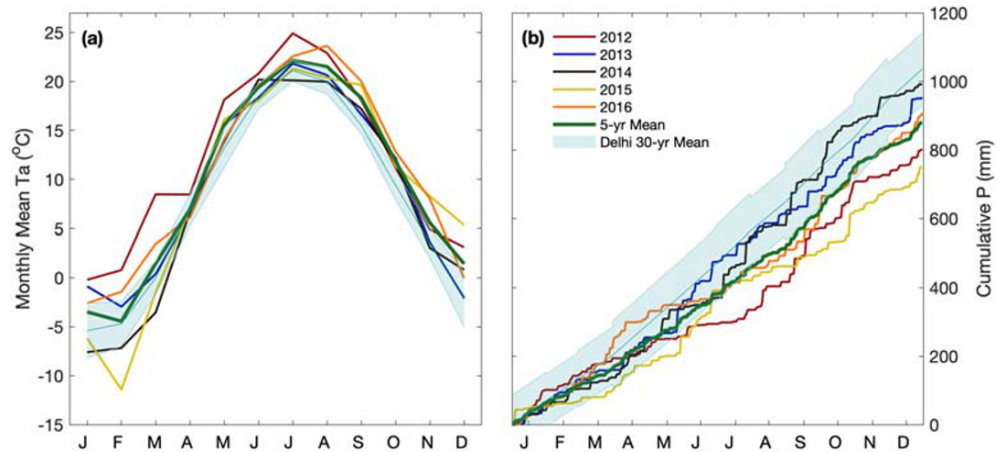 (a)
Monthly Mean Ta (°C)
25
20
15
10
5
0
-5
-10
-15
J F M A M J J A S O N D
(b)
2012
2013
2014
2015
2016
5-yr Mean
Delhi 30-yr Mean
1200
1000
800
600
400
200
0
Cumulative P (mm)
J F M A M J J A S O N D